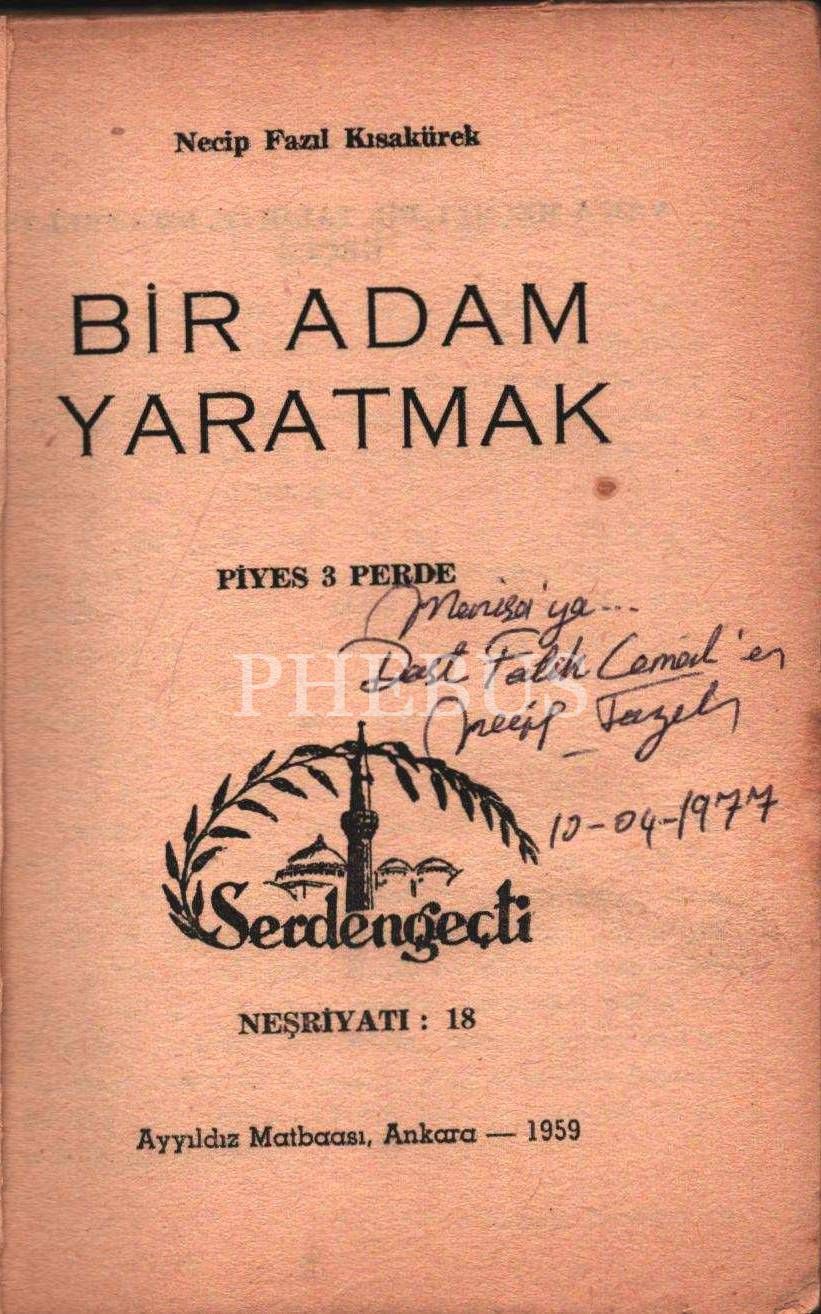 Necip Fazıl Kısakürek
BİR ADAM
YARATMAK
PİYES 3 PERDE
Manisa'ya...
Dost Fatih Cemal'
PHEBUS
Necip Fazıl
10-04-1977
Serdengeçti
NEŞRİYATI : 18
Ayyıldız Matbaası, Ankara — 1959